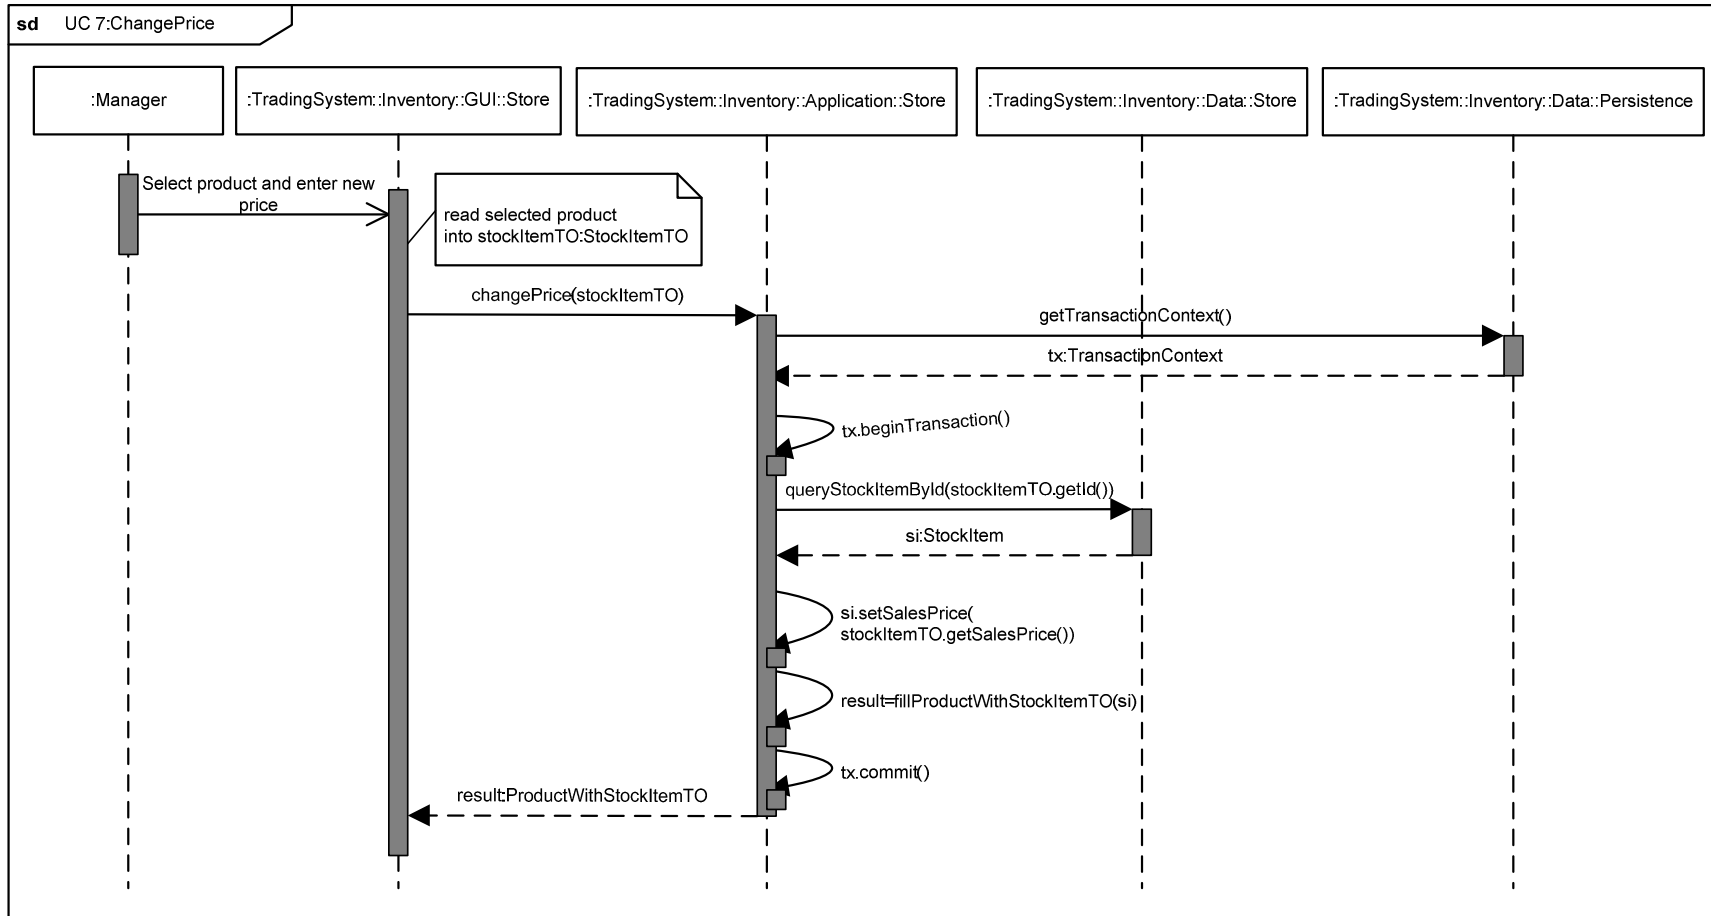 sd UC 7:ChangePrice
:Manager
:TradingSystem::Inventory::GUI::Store
:TradingSystem::Inventory::Application::Store
:TradingSystem::Inventory::Data::Store
:TradingSystem::Inventory::Data::Persistence
Select product and enter new
price
read selected product
into stockItemTO:StockItemTO
changePrice(stockItemTO)
getTransactionContext()
tx:TransactionContext
tx.beginTransaction()
queryStockItemById(stockItemTO.getId())
si:StockItem
si.setSalesPrice(
stockItemTO.getSalesPrice())
result=fillProductWithStockItemTO(si)
tx.commit()
result:ProductWithStockItemTO